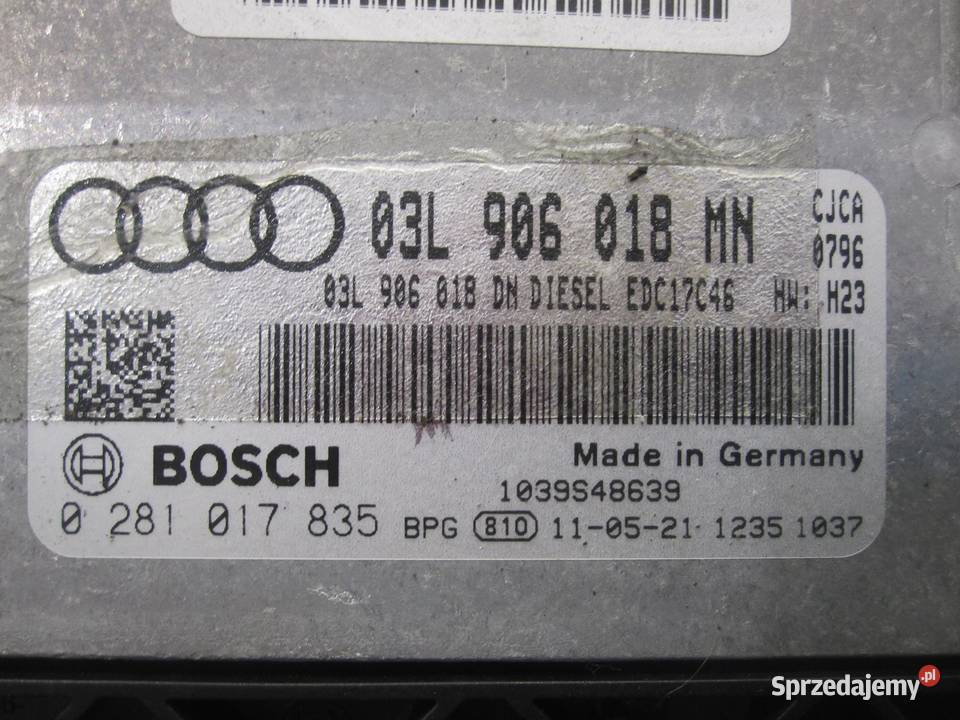 03L 906 018 MN
CJCA
0796
03L 906 018 DN DIESEL EDC17C46 HW: H23
BOSCH
Made in Germany
1039S48639
0 281 017 835 BPG 810 11-05-21 1235 1037
Sprzedajemy.pl